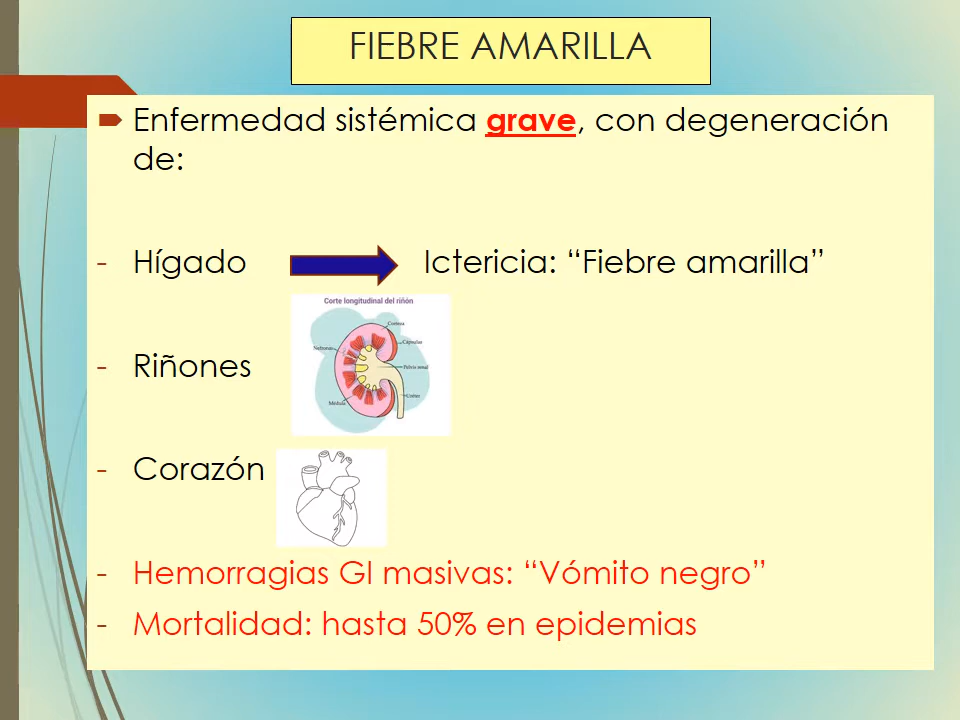 FIEBRE AMARILLA
Enfermedad sistémica grave, con degeneración
de:
- Hígado
Ictericia: “Fiebre amarilla”
Corte longitudinal del riñón
Corteza
Nefronas
Cápsulas
Pelvis renal
Médula
Uréter
- Riñones
- Corazón
- Hemorragias GI masivas: “Vómito negro”
- Mortalidad: hasta 50% en epidemias